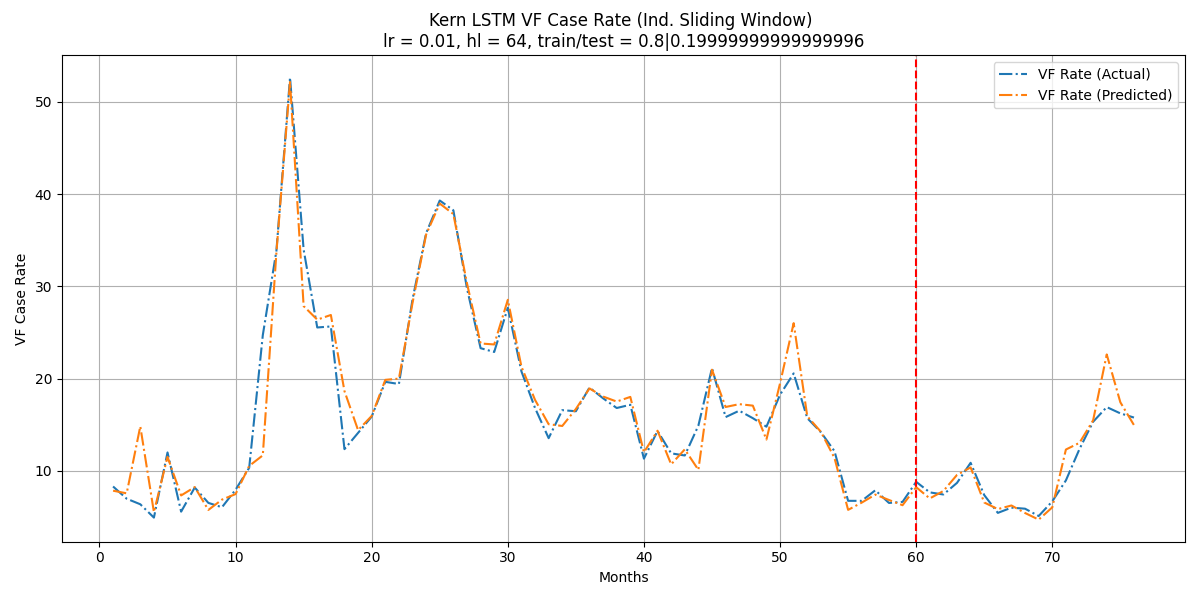 Kern LSTM VF Case Rate (Ind. Sliding Window)
lr = 0.01, hl = 64, train/test = 0.8|0.19999999999999996
VF Rate (Actual)
VF Rate (Predicted)
VF Case Rate
50
40
30
20
10
0 10 20 30 40 50 60 70
Months